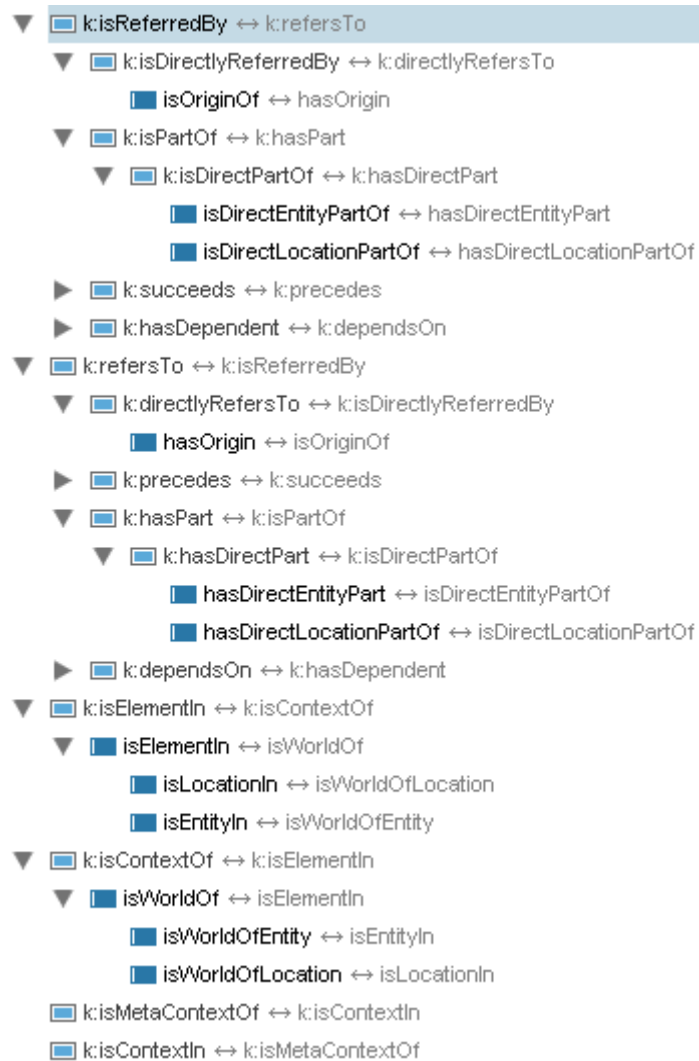 k:isReferredBy ↔ k:refersTo
k:isDirectlyReferredBy ↔ k:directlyRefersTo
isOriginOf ↔ hasOrigin
k:isPartOf ↔ k:hasPart
k:isDirectPartOf ↔ k:hasDirectPart
isDirectEntityPartOf ↔ hasDirectEntityPart
isDirectLocationPartOf ↔ hasDirectLocationPartOf
k:succeeds ↔ k:precedes
k:hasDependent ↔ k:dependsOn
k:refersTo ↔ k:isReferredBy
k:directlyRefersTo ↔ k:isDirectlyReferredBy
hasOrigin ↔ isOriginOf
k:precedes ↔ k:succeeds
k:hasPart ↔ k:isPartOf
k:hasDirectPart ↔ k:isDirectPartOf
hasDirectEntityPart ↔ isDirectEntityPartOf
hasDirectLocationPartOf ↔ isDirectLocationPartOf
k:dependsOn ↔ k:hasDependent
k:isElementIn ↔ k:isContextOf
isElementIn ↔ isWorldOf
isLocationIn ↔ isWorldOfLocation
isEntityIn ↔ isWorldOfEntity
k:isContextOf ↔ k:isElementIn
isWorldOf ↔ isElementIn
isWorldOfEntity ↔ isEntityIn
isWorldOfLocation ↔ isLocationIn
k:isMetaContextOf ↔ k:isContextIn
k:isContextIn ↔ k:isMetaContextOf